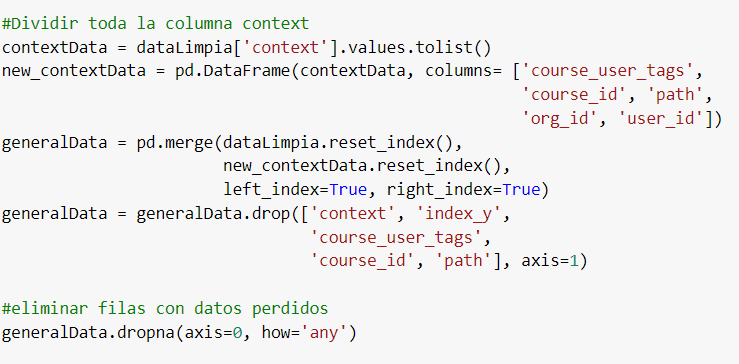 #Dividir toda la columna context
contextData = dataLimpia['context'].values.tolist()
new_contextData = pd.DataFrame(contextData, columns= ['course_user_tags',
'course_id', 'path',
'org_id', 'user_id'])
generalData = pd.merge(dataLimpia.reset_index(),
new_contextData.reset_index(),
left_index=True, right_index=True)
generalData = generalData.drop(['context', 'index_y',
'course_user_tags',
'course_id', 'path'], axis=1)
#eliminar filas con datos perdidos
generalData.dropna(axis=0, how='any')